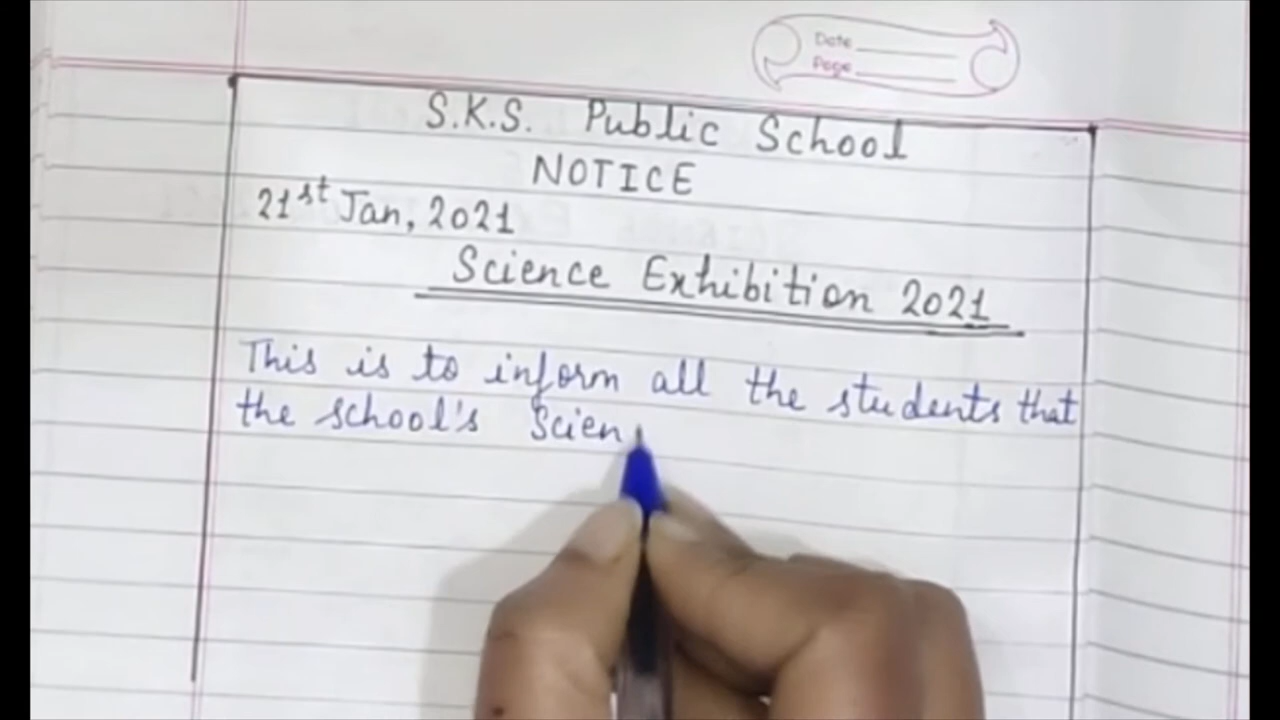 Date
Page
S.K.S. Public School
NOTICE
21st Jan, 2021
Science Exhibition 2021
This is to inform all the students that
the school's Scien